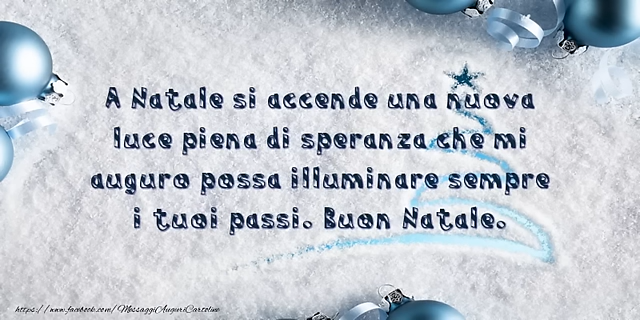 A Natale si accende una nuova
luce piena di speranza che mi
auguro possa illuminare sempre
i tuoi passi. Buon Natale.
https://www.facebook.com/MessaggiAuguriCartoline